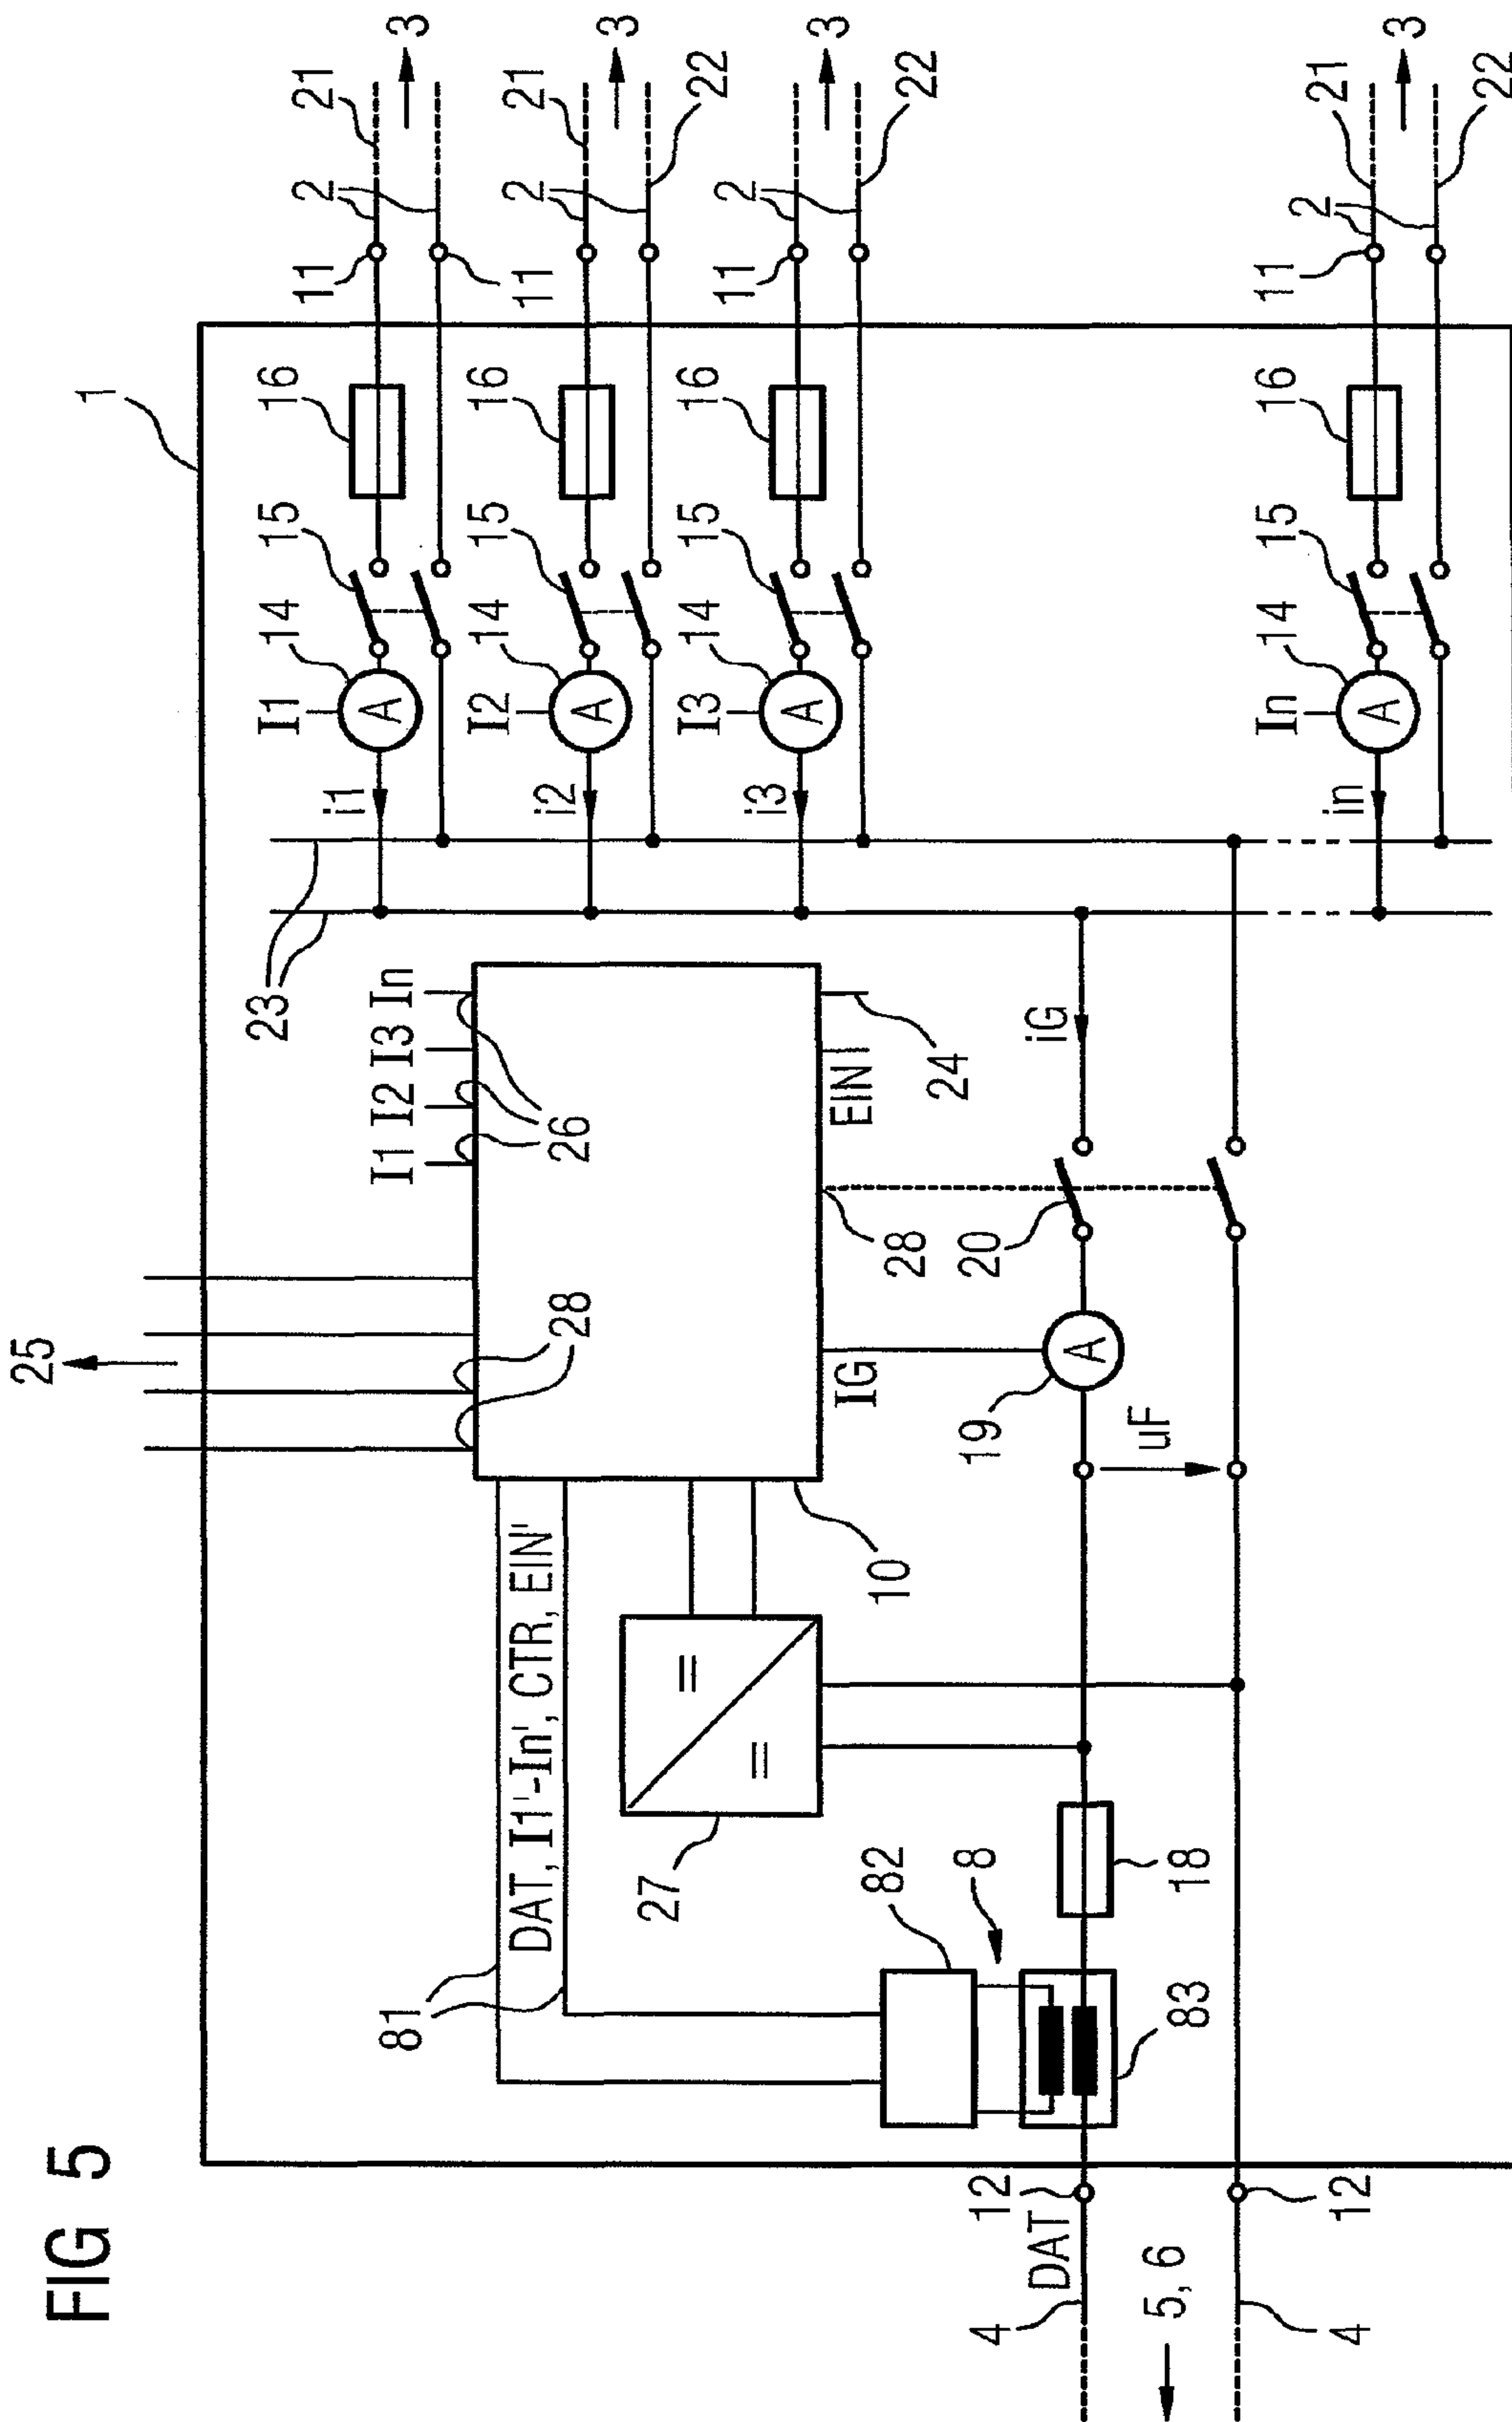 FIG 5
25
1
23
I1
14
15
16
11
2
21
3
i1
81
I1 I2 I3 In
11
DAT, I1'-In', CTR, EIN'
28
26
I2
14
15
16
2
21
3
i2
22
27
=
=
10
I3
14
15
16
11
2
3
i3
22
82
IG
28
EIN
24
8
19
20
iG
4
DAT
12
18
uF
5, 6
83
4
12
In
14
15
16
11
2
21
3
in
22
A
A
A
A
A